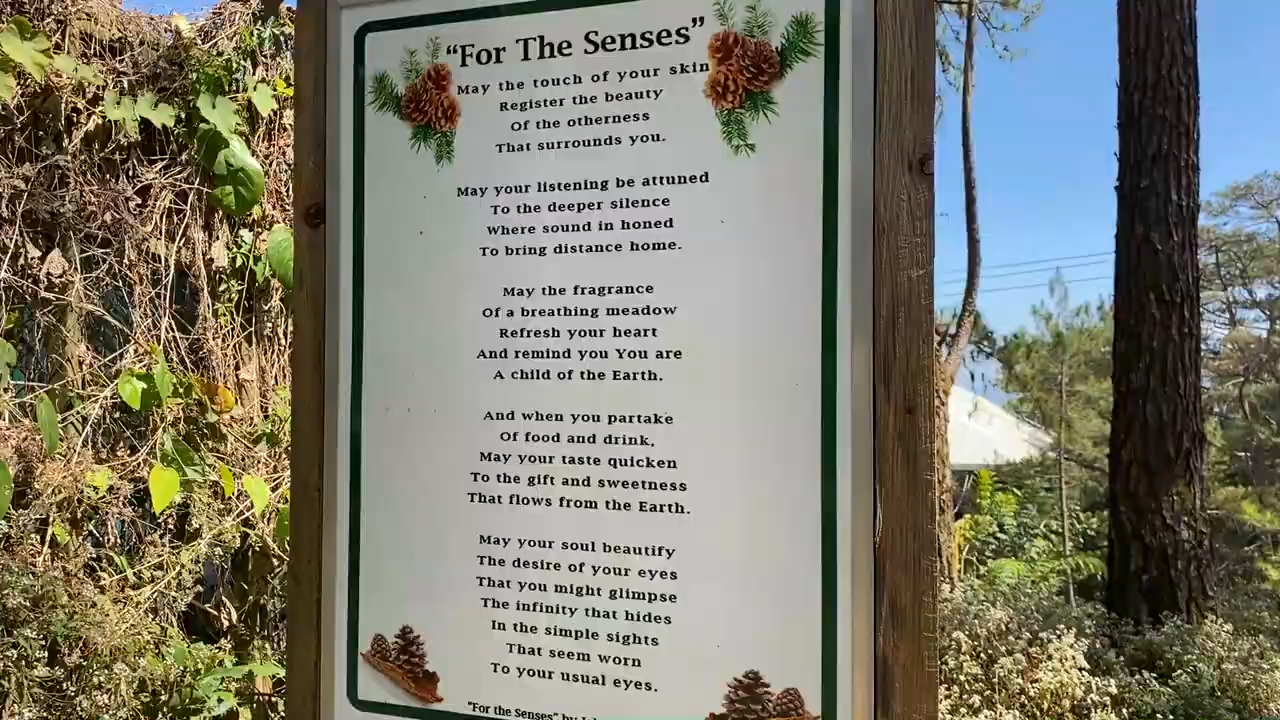 "For The Senses"
May the touch of your skin
Register the beauty
Of the otherness
That surrounds you.
May your listening be attuned
To the deeper silence
Where sound in honed
To bring distance home.
May the fragrance
Of a breathing meadow
Refresh your heart
And remind you You are
A child of the Earth.
And when you partake
Of food and drink,
May your taste quicken
To the gift and sweetness
That flows from the Earth.
May your soul beautify
The desire of your eyes
That you might glimpse
The infinity that hides
In the simple sights
That seem worn
To your usual eyes.
"For the Senses" by